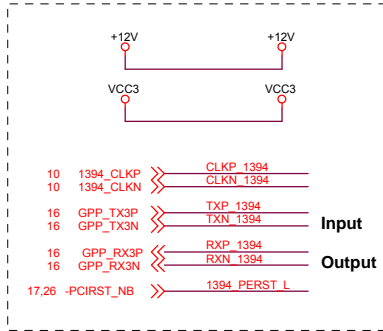 +12V +12V
VCC3 VCC3
10 1394_CLKP CLKP_1394
10 1394_CLKN CLKN_1394
16 GPP_TX3P TXP_1394
16 GPP_TX3N TXN_1394
Input
16 GPP_RX3P RXP_1394
16 GPP_RX3N RXN_1394
Output
17,26 -PCIRST_NB 1394_PERST_L